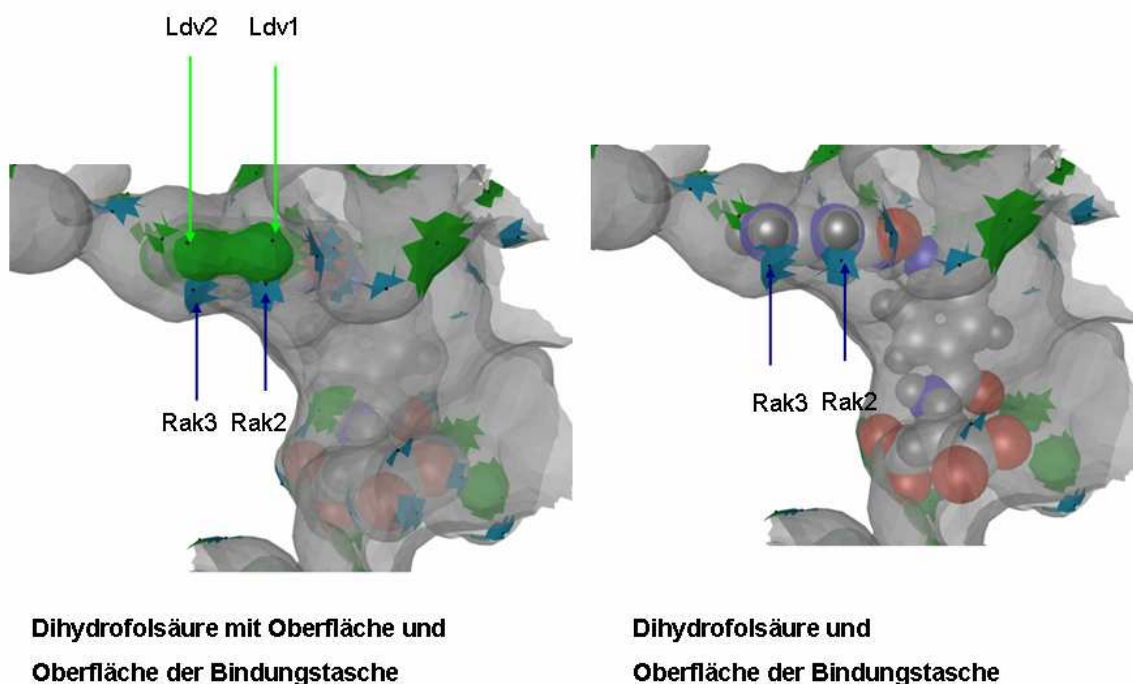 Ldv2 Ldv1
Rak3 Rak2
Rak3 Rak2
Dihydrofolsäure mit Oberfläche und
Oberfläche der Bindungstasche
Dihydrofolsäure und
Oberfläche der Bindungstasche